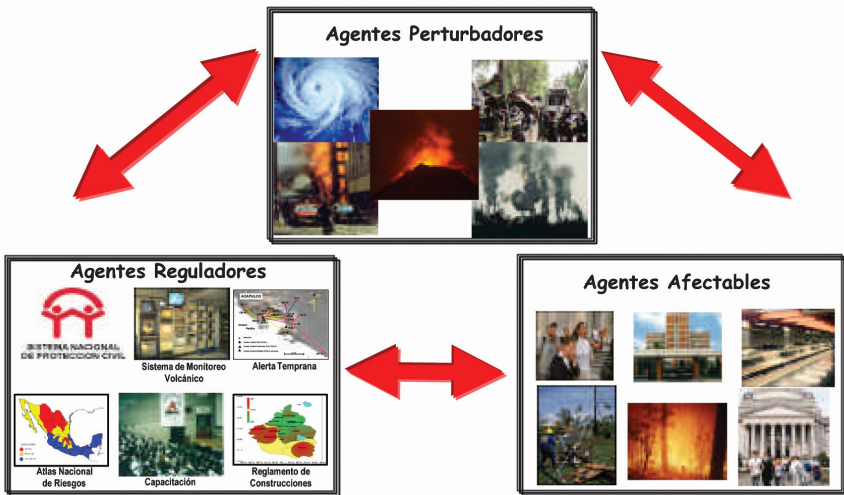 Agentes Perturbadores
Agentes Reguladores
SISTEMA NACIONAL
DE PROTECCION CIVIL
Sistema de Monitoreo
Volcánico
ACAPULCO
Alerta Temprana
Atlas Nacional
de Riesgos
Capacitación
Reglamento de
Construcciones
Agentes Afectables